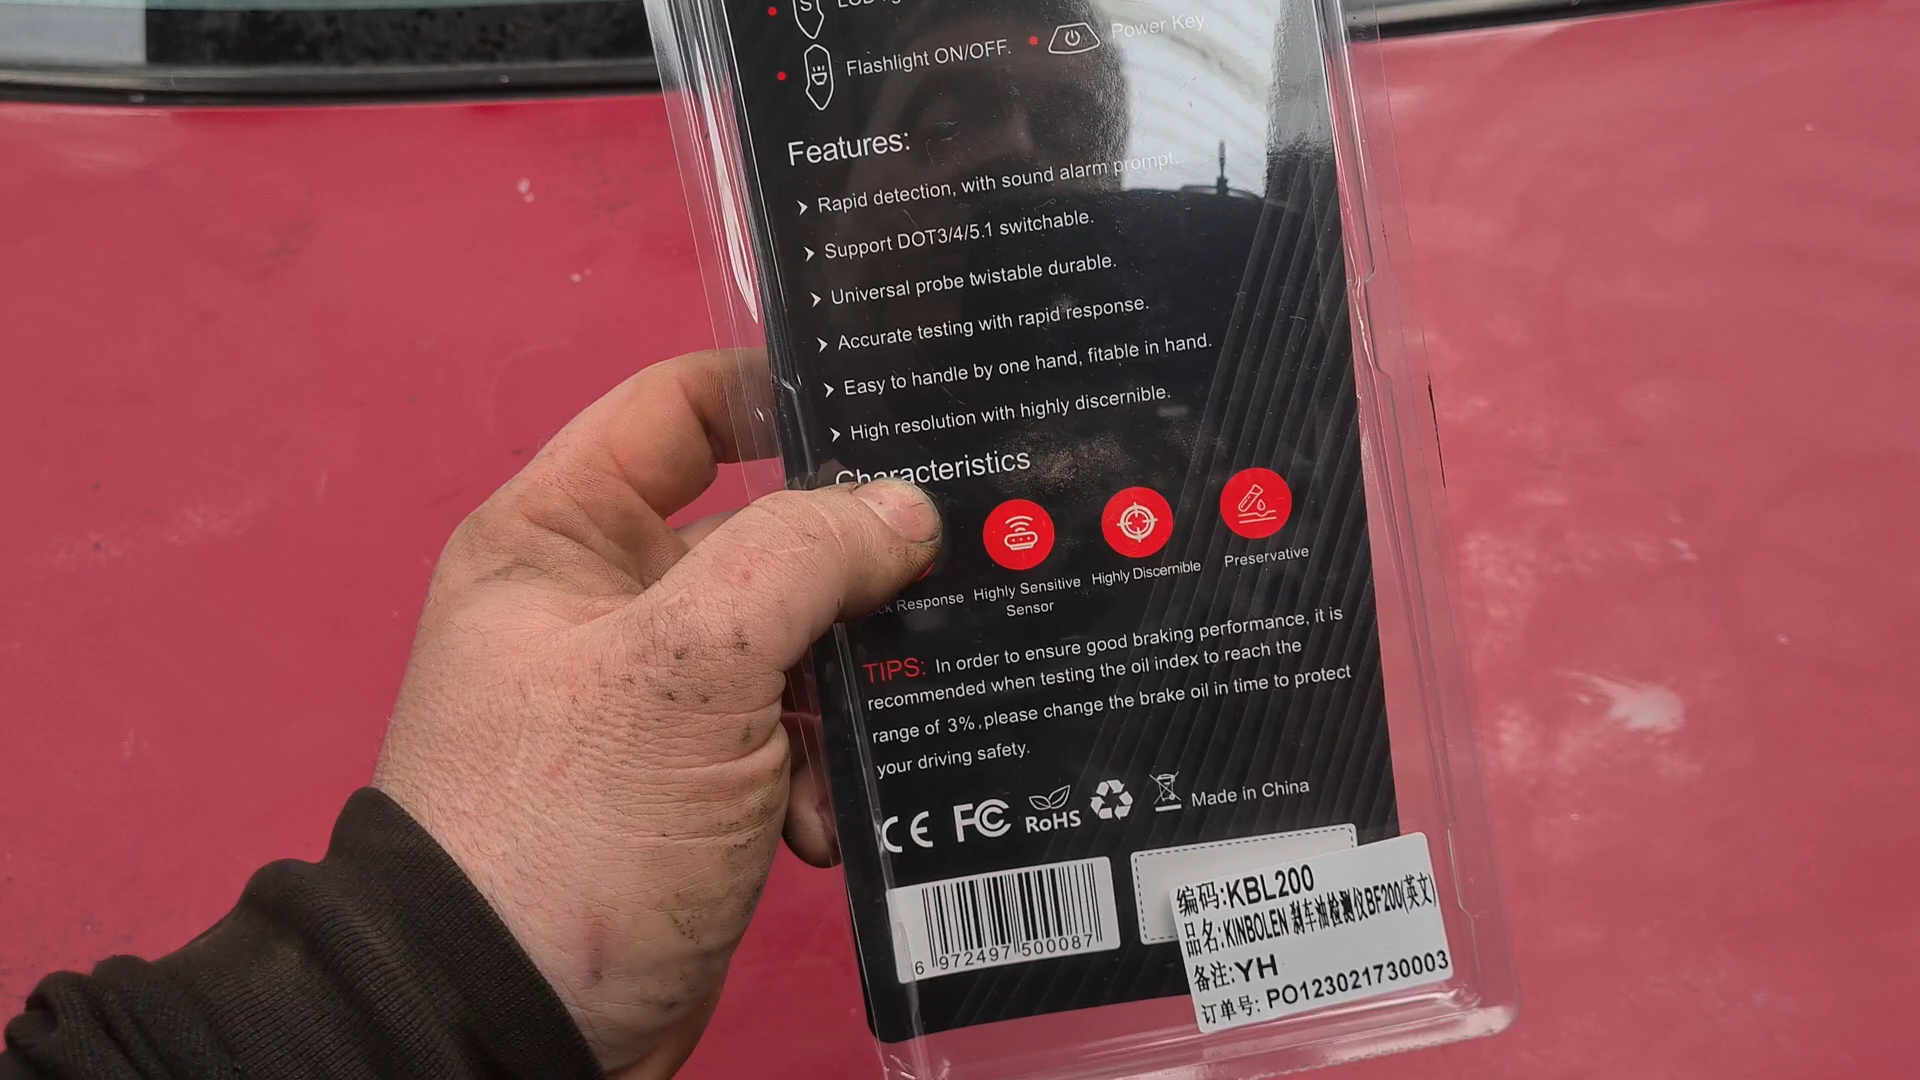 Flashlight ON/OFF.
Power Key
Features:
Rapid detection, with sound alarm prompt.
Support DOT3/4/5.1 switchable.
Universal probe twistable durable.
Accurate testing with rapid response.
Easy to handle by one hand, fitable in hand.
High resolution with highly discernible.
Characteristics
Response
Highly Sensitive
Sensor
Highly Discernible
Preservative
TIPS: In order to ensure good braking performance, it is
recommended when testing the oil index to reach the
range of 3%,please change the brake oil in time to protect
your driving safety.
CE FC RoHS Made in China
6 972497 500087
编码:KBL200
品名:KINBOLEN 刹车油检测仪BF200(英文)
备注:YH
订单号: PO123021730003